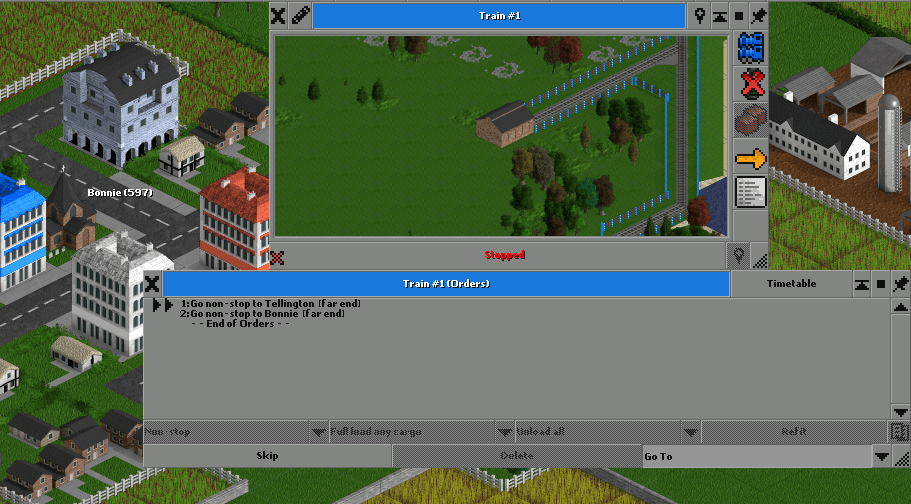 Train #1
Bonnie (597)
Stopped
Train #1 (Orders)
Timetable
1:Go non-stop to Tellington [far end]
2:Go non-stop to Bonnie [far end]
- - End of Orders - -
Non-stop
Full load any cargo
Unload all
Refit
Skip
Delete
Go To